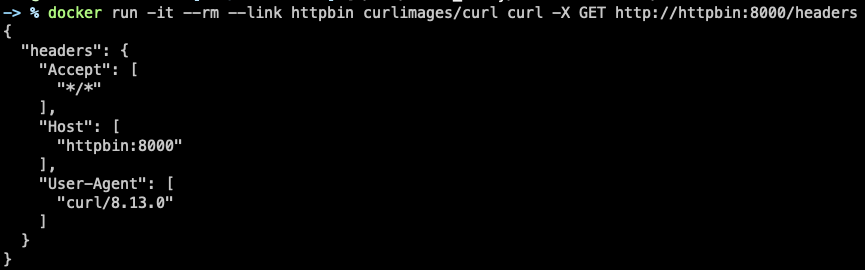 -> % docker run -it --rm --link httpbin curlimages/curl curl -X GET http://httpbin:8000/headers
{
  "headers": {
    "Accept": [
      "*/*"
    ],
    "Host": [
      "httpbin:8000"
    ],
    "User-Agent": [
      "curl/8.13.0"
    ]
  }
}